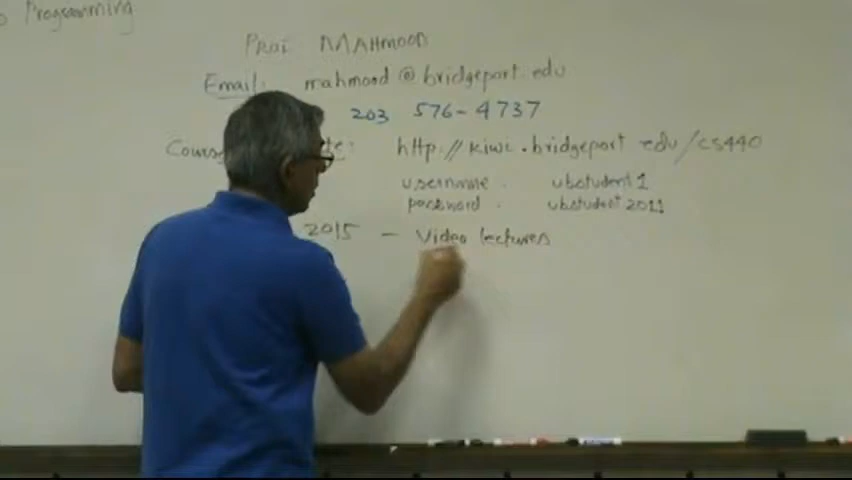 Programming
Prof MAHMOOD
Email: mahmood @ bridgeport.edu
203 576-4737
Course te: http://kiwi.bridgeport edu/cs440
username . ubstudent1
password . ubstudent2011
2015 - Video lectures